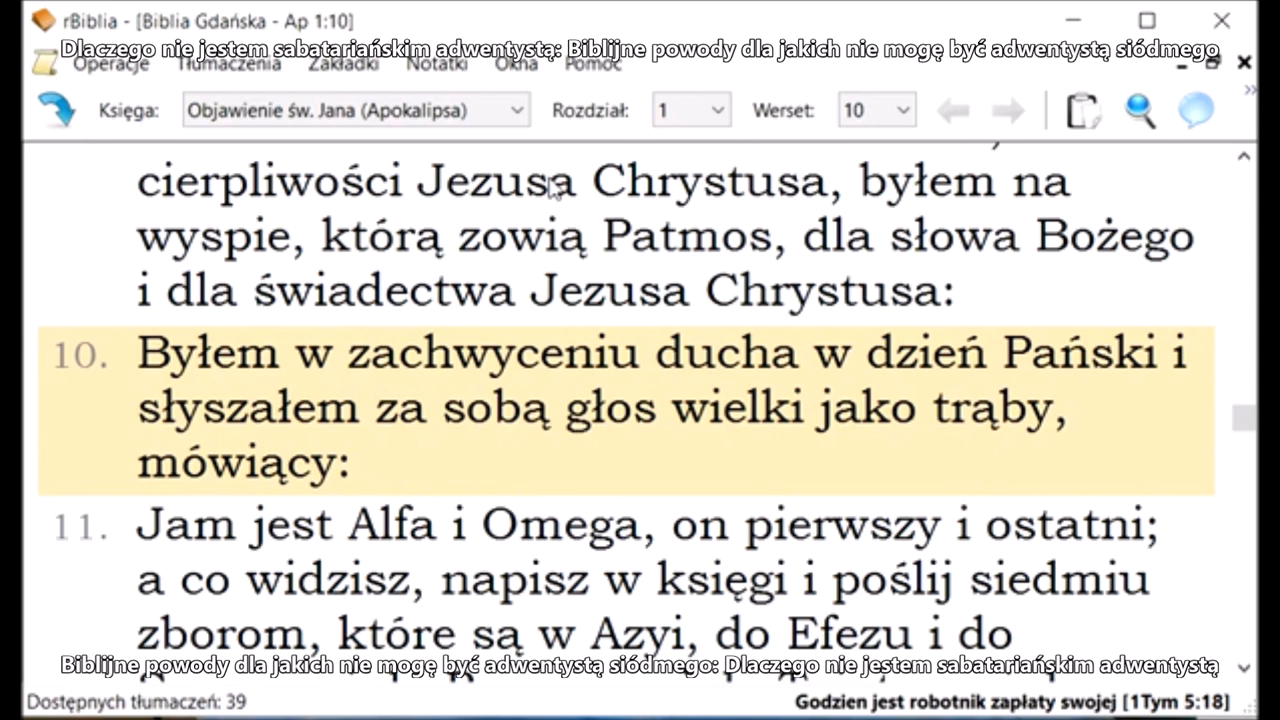 rBiblia - [Biblia Gdańska - Ap 1:10]
Dlaczego nie jestem sabatariańskim adwentystą: Biblijne powody dla jakich nie mogę być adwentystą siódmego
Operacje Tłumaczenia Zakładki Notatki Okna Pomoc
Księga: Objawienie św. Jana (Apokalipsa) Rozdział: 1 Werset: 10
cierpliwości Jezusa Chrystusa, byłem na
wyspie, którą zowią Patmos, dla słowa Bożego
i dla świadectwa Jezusa Chrystusa:
10. Byłem w zachwyceniu ducha w dzień Pański i
słyszałem za sobą głos wielki jako trąby,
mówiący:
11. Jam jest Alfa i Omega, on pierwszy i ostatni;
a co widzisz, napisz w księgi i poślij siedmiu
zborom, które są w Azyi, do Efezu i do
Biblijne powody dla jakich nie mogę być adwentystą siódmego: Dlaczego nie jestem sabatariańskim adwentystą
Dostępnych tłumaczeń: 39 Godzien jest robotnik zapłaty swojej [1Tym 5:18]